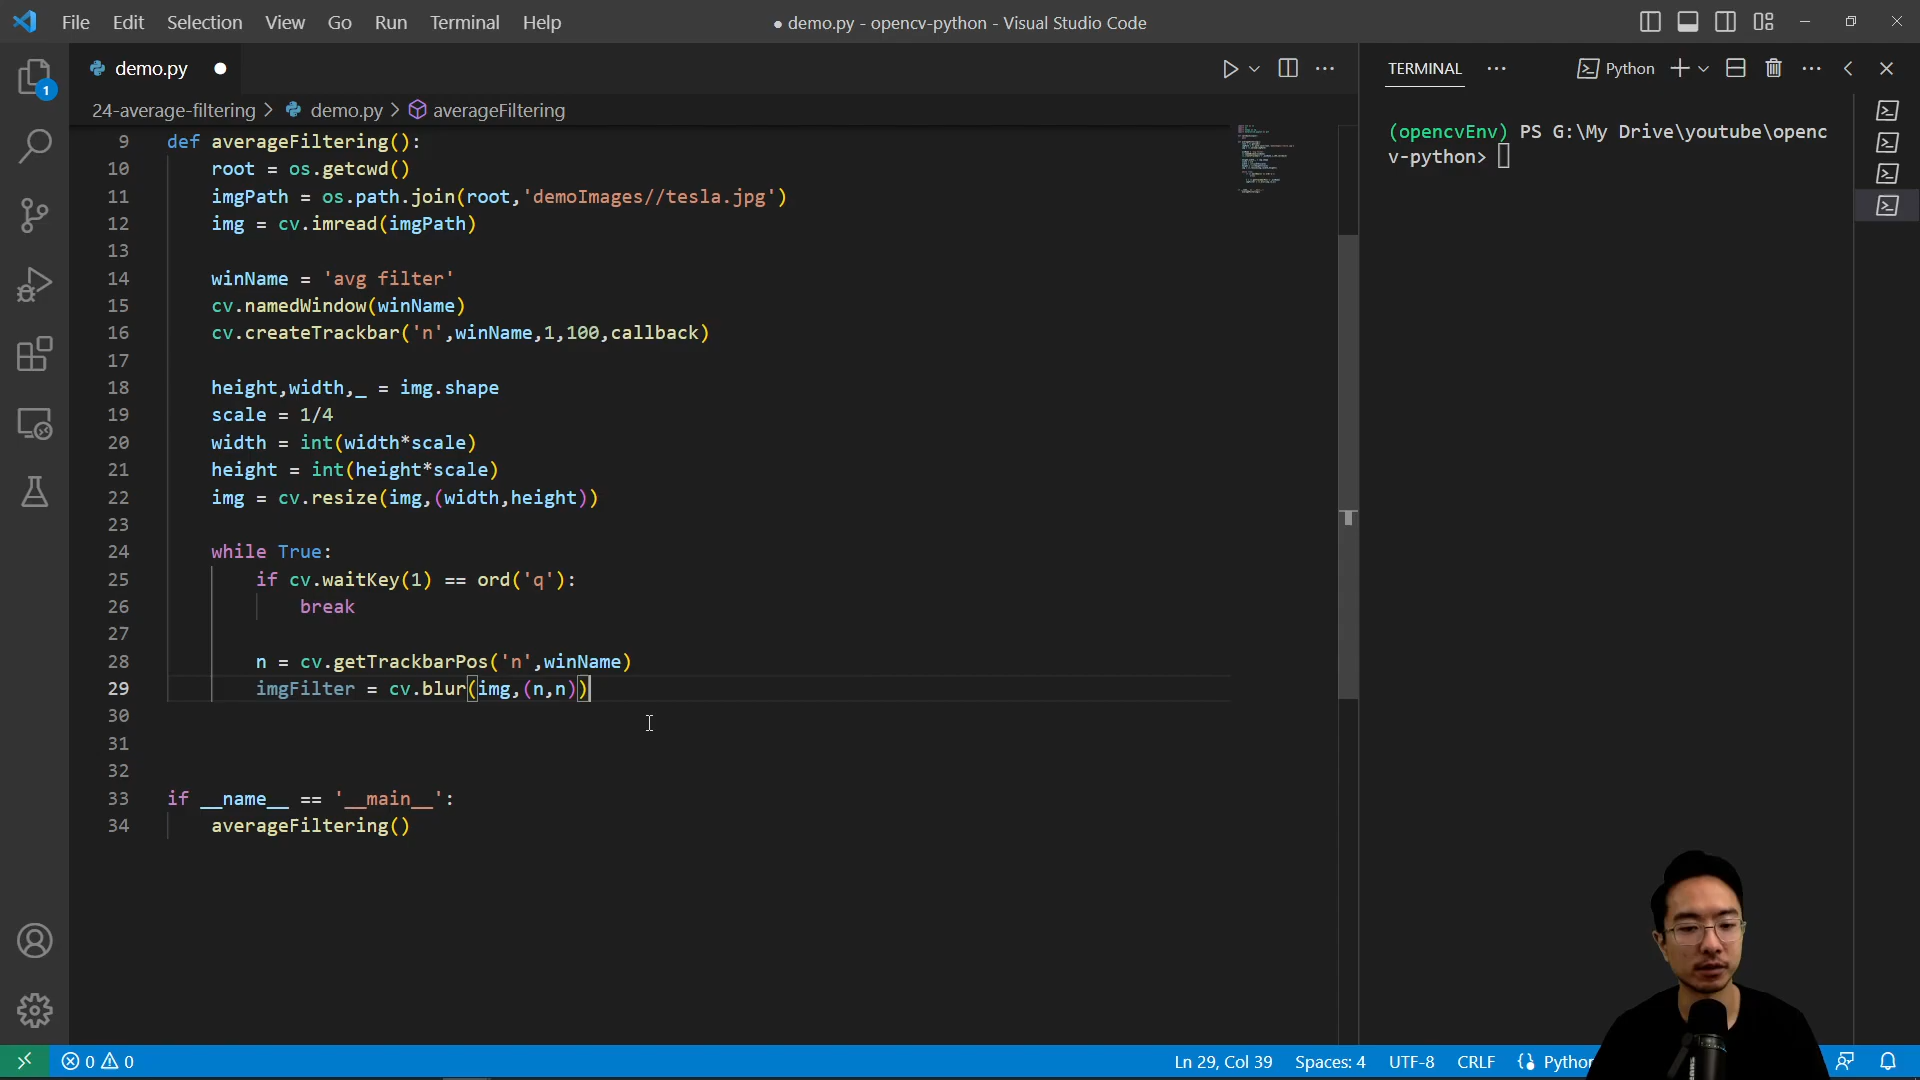 File Edit Selection View Go Run Terminal Help
● demo.py - opencv-python - Visual Studio Code
demo.py ●
TERMINAL
Python
24-average-filtering > demo.py > averageFiltering
9 def averageFiltering():
10 root = os.getcwd()
11 imgPath = os.path.join(root,'demoImages//tesla.jpg')
12 img = cv.imread(imgPath)
13
14 winName = 'avg filter'
15 cv.namedWindow(winName)
16 cv.createTrackbar('n',winName,1,100,callback)
17
18 height,width,_ = img.shape
19 scale = 1/4
20 width = int(width*scale)
21 height = int(height*scale)
22 img = cv.resize(img,(width,height))
23
24 while True:
25 if cv.waitKey(1) == ord('q'):
26 break
27
28 n = cv.getTrackbarPos('n',winName)
29 imgFilter = cv.blur(img,(n,n))
30
31
32
33 if __name__ == '__main__':
34 averageFiltering()
(opencvEnv) PS G:\My Drive\youtube\openc
v-python>
1
0 0
Ln 29, Col 39 Spaces: 4 UTF-8 CRLF